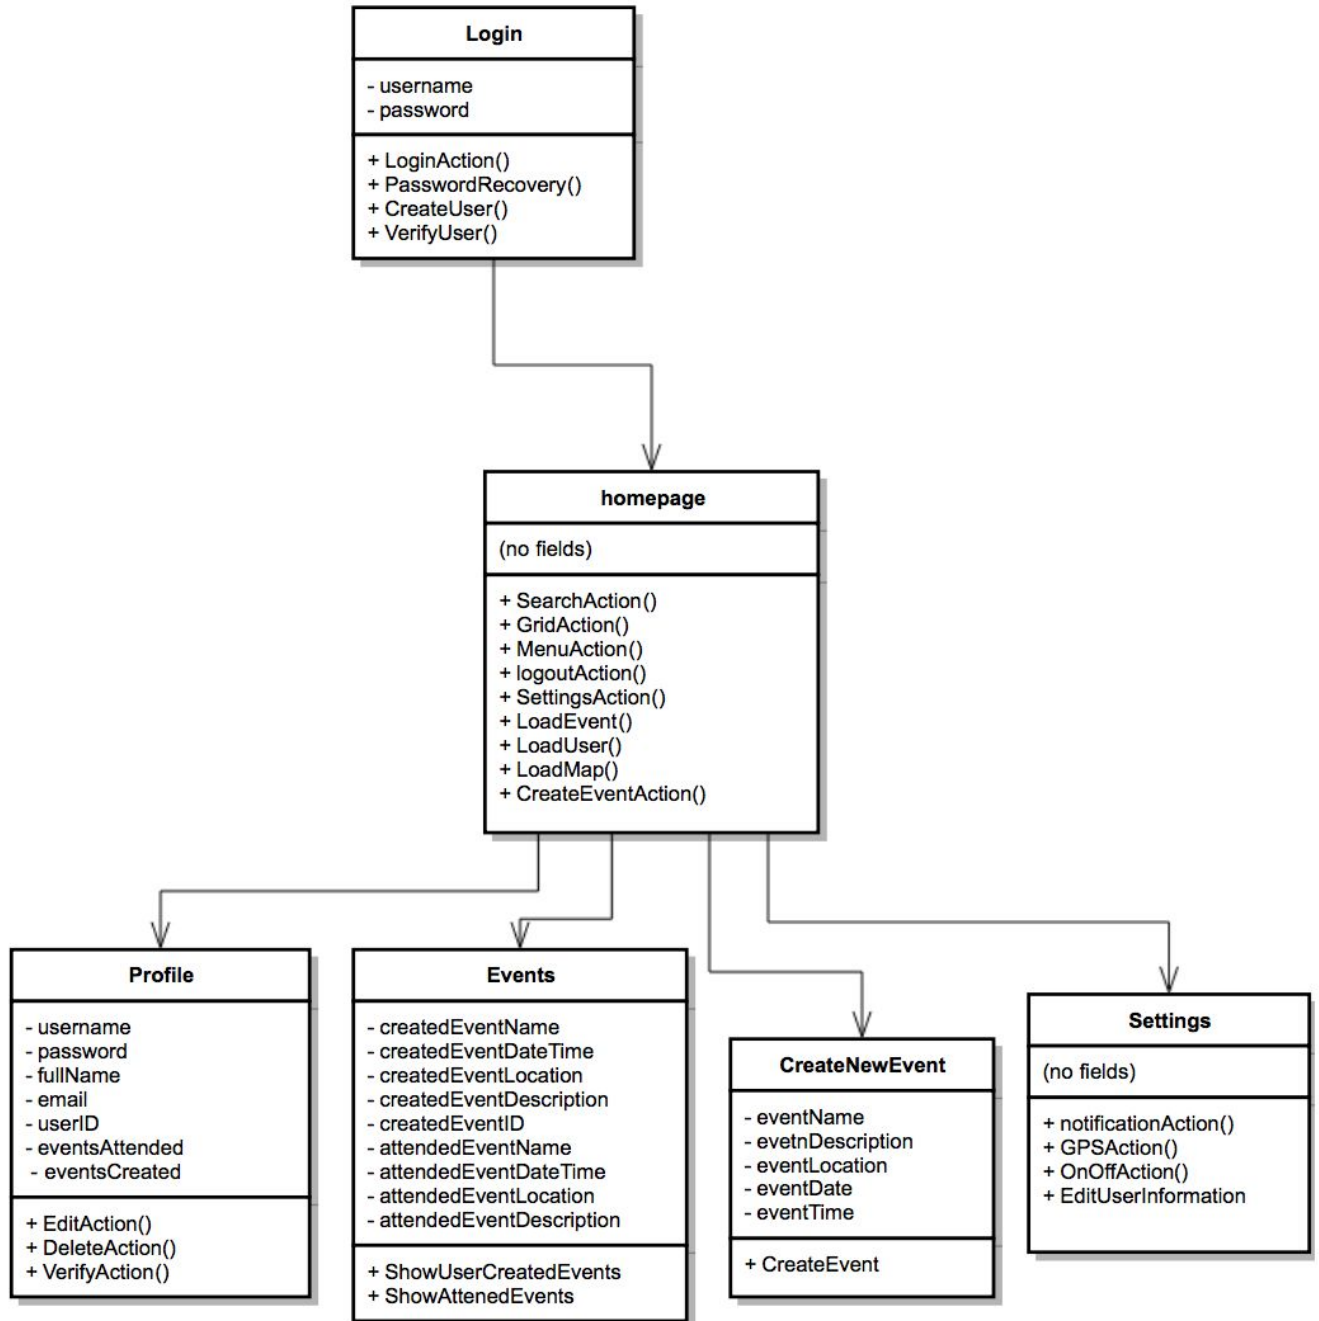 Login
- username
- password
+ LoginAction()
+ PasswordRecovery()
+ CreateUser()
+ VerifyUser()
homepage
(no fields)
+ SearchAction()
+ GridAction()
+ MenuAction()
+ logoutAction()
+ SettingsAction()
+ LoadEvent()
+ LoadUser()
+ LoadMap()
+ CreateEventAction()
Profile
- username
- password
- fullName
- email
- userID
- eventsAttended
- eventsCreated
+ EditAction()
+ DeleteAction()
+ VerifyAction()
Events
- createdEventName
- createdEventDateTime
- createdEventLocation
- createdEventDescription
- createdEventID
- attendedEventName
- attendedEventDateTime
- attendedEventLocation
- attendedEventDescription
+ ShowUserCreatedEvents
+ ShowAttenedEvents
CreateNewEvent
- eventName
- evetnDescription
- eventLocation
- eventDate
- eventTime
+ CreateEvent
Settings
(no fields)
+ notificationAction()
+ GPSAction()
+ OnOffAction()
+ EditUserInformation